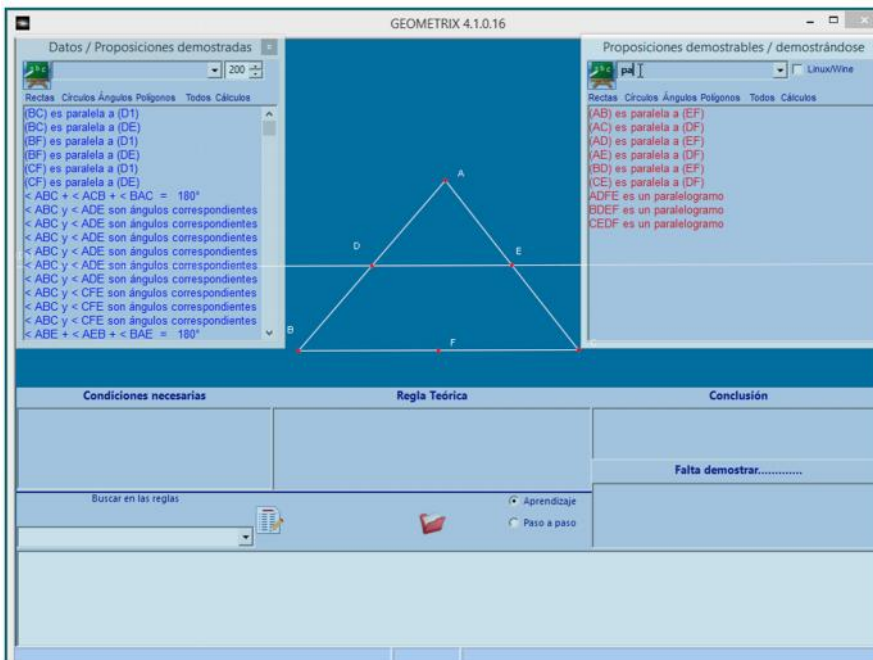 GEOMETRIX 4.1.0.16
Datos / Proposiciones demostradas
200
Rectas Círculos Ángulos Polígonos Todos Cálculos
(BC) es paralela a (D1)
(BC) es paralela a (DE)
(BF) es paralela a (D1)
(BF) es paralela a (DE)
(CF) es paralela a (D1)
(CF) es paralela a (DE)
< ABC + < ACB + < BAC = 180°
< ABC y < ADE son ángulos correspondientes
< ABC y < ADE son ángulos correspondientes
< ABC y < ADE son ángulos correspondientes
< ABC y < ADE son ángulos correspondientes
< ABC y < ADE son ángulos correspondientes
< ABC y < ADE son ángulos correspondientes
< ABC y < CFE son ángulos correspondientes
< ABC y < CFE son ángulos correspondientes
< ABC y < CFE son ángulos correspondientes
< ABE + < AEB + < BAE = 180°
A
D
E
B
F
C
Proposiciones demostrables / demostrándose
pa
Linux/Wine
Rectas Círculos Ángulos Polígonos Todos Cálculos
(AB) es paralela a (EF)
(AC) es paralela a (DF)
(AD) es paralela a (EF)
(AE) es paralela a (DF)
(BD) es paralela a (EF)
(CE) es paralela a (DF)
ADFE es un paralelogramo
BDEF es un paralelogramo
CEDF es un paralelogramo
Condiciones necesarias
Regla Teórica
Conclusión
Falta demostrar.............
Buscar en las reglas
Aprendizaje
Paso a paso